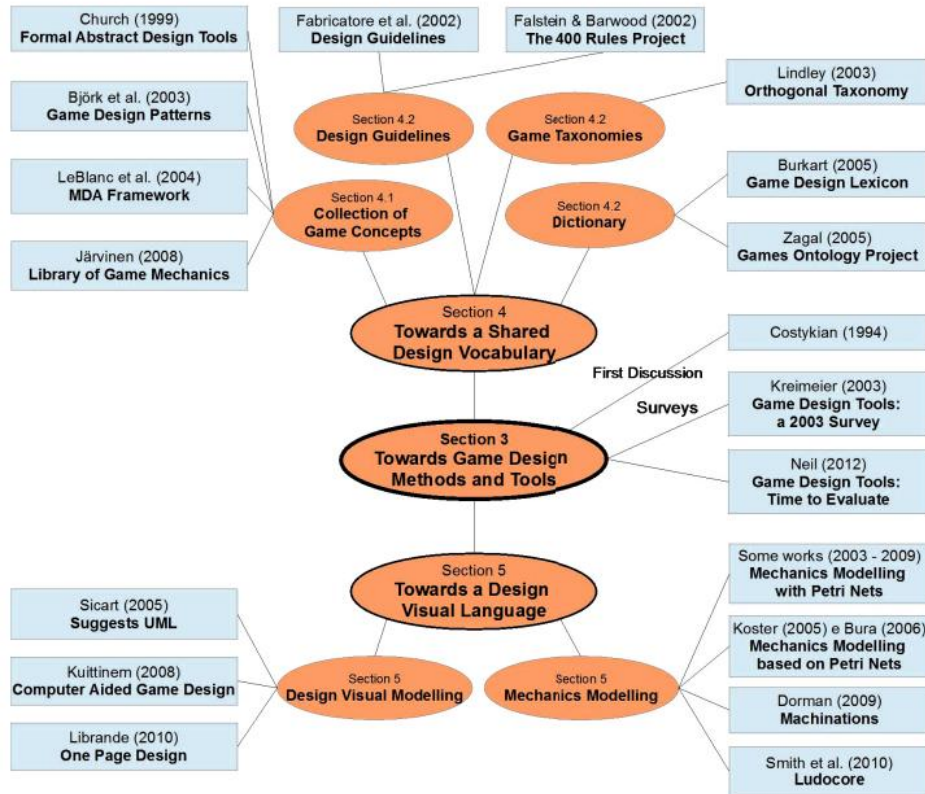 Church (1999)
Formal Abstract Design Tools
Fabricatore et al. (2002)
Design Guidelines
Falstein & Barwood (2002)
The 400 Rules Project
Lindley (2003)
Orthogonal Taxonomy
Björk et al. (2003)
Game Design Patterns
Section 4.2
Design Guidelines
Section 4.2
Game Taxonomies
LeBlanc et al. (2004)
MDA Framework
Burkart (2005)
Game Design Lexicon
Section 4.1
Collection of
Game Concepts
Section 4.2
Dictionary
Järvinen (2008)
Library of Game Mechanics
Zagal (2005)
Games Ontology Project
Section 4
Towards a Shared
Design Vocabulary
Costykian (1994)
First Discussion
Surveys
Kreimeier (2003)
Game Design Tools:
a 2003 Survey
Section 3
Towards Game Design
Methods and Tools
Neil (2012)
Game Design Tools:
Time to Evaluate
Section 5
Towards a Design
Visual Language
Some works (2003 - 2009)
Mechanics Modelling
with Petri Nets
Sicart (2005)
Suggests UML
Koster (2005) e Bura (2006)
Mechanics Modelling
based on Petri Nets
Kuittinern (2008)
Computer Aided Game Design
Section 5
Design Visual Modelling
Section 5
Mechanics Modelling
Dorman (2009)
Machinations
Librande (2010)
One Page Design
Smith et al. (2010)
Ludocore